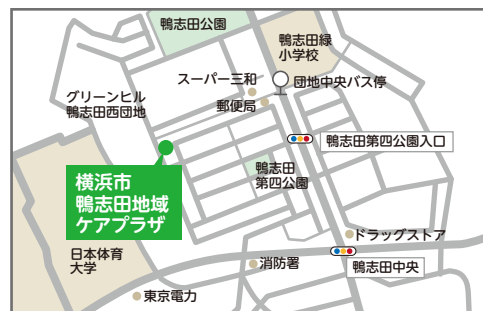 鴨志田公園
鴨志田緑
小学校
スーパー三和
団地中央バス停
グリーンヒル
鴨志田西団地
郵便局
鴨志田第四公園入口
鴨志田
第四公園
横浜市
鴨志田地域
ケアプラザ
ドラッグストア
日本体育
大学
消防署
鴨志田中央
東京電力